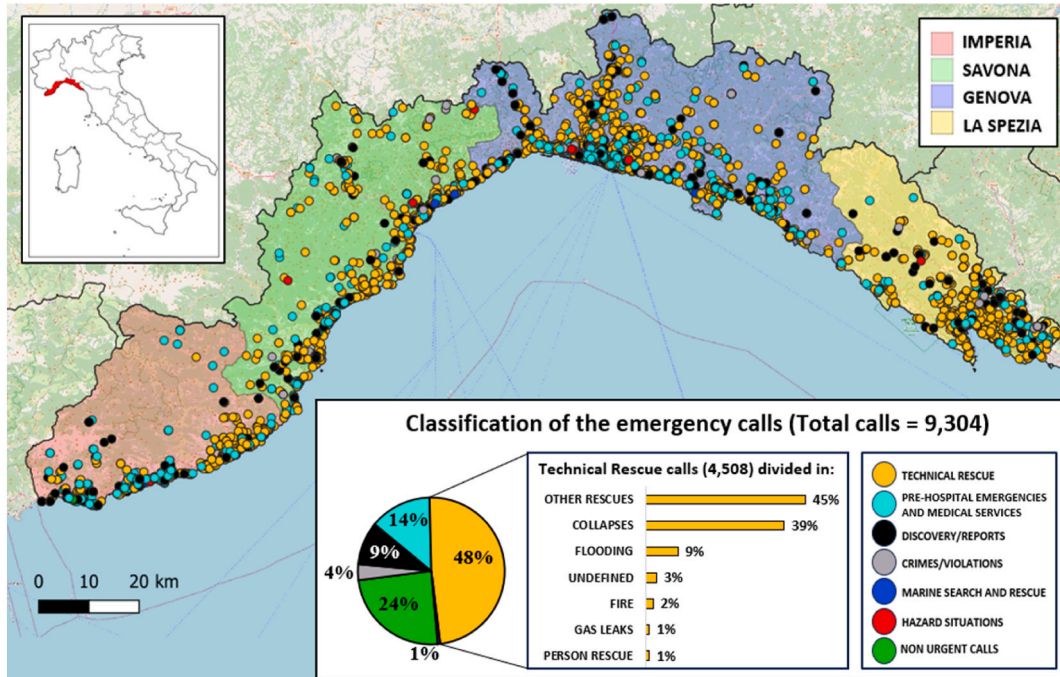 IMPERIA
SAVONA
GENOVA
LA SPEZIA
Classification of the emergency calls (Total calls = 9,304)
14%
48%
9%
4%
24%
1%
Technical Rescue calls (4,508) divided in:
OTHER RESCUES 45%
COLLAPSES 39%
FLOODING 9%
UNDEFINED 3%
FIRE 2%
GAS LEAKS 1%
PERSON RESCUE 1%
TECHNICAL RESCUE
PRE-HOSPITAL EMERGENCIES
AND MEDICAL SERVICES
DISCOVERY/REPORTS
CRIMES/VIOLATIONS
MARINE SEARCH AND RESCUE
HAZARD SITUATIONS
NON URGENT CALLS
0 10 20 km